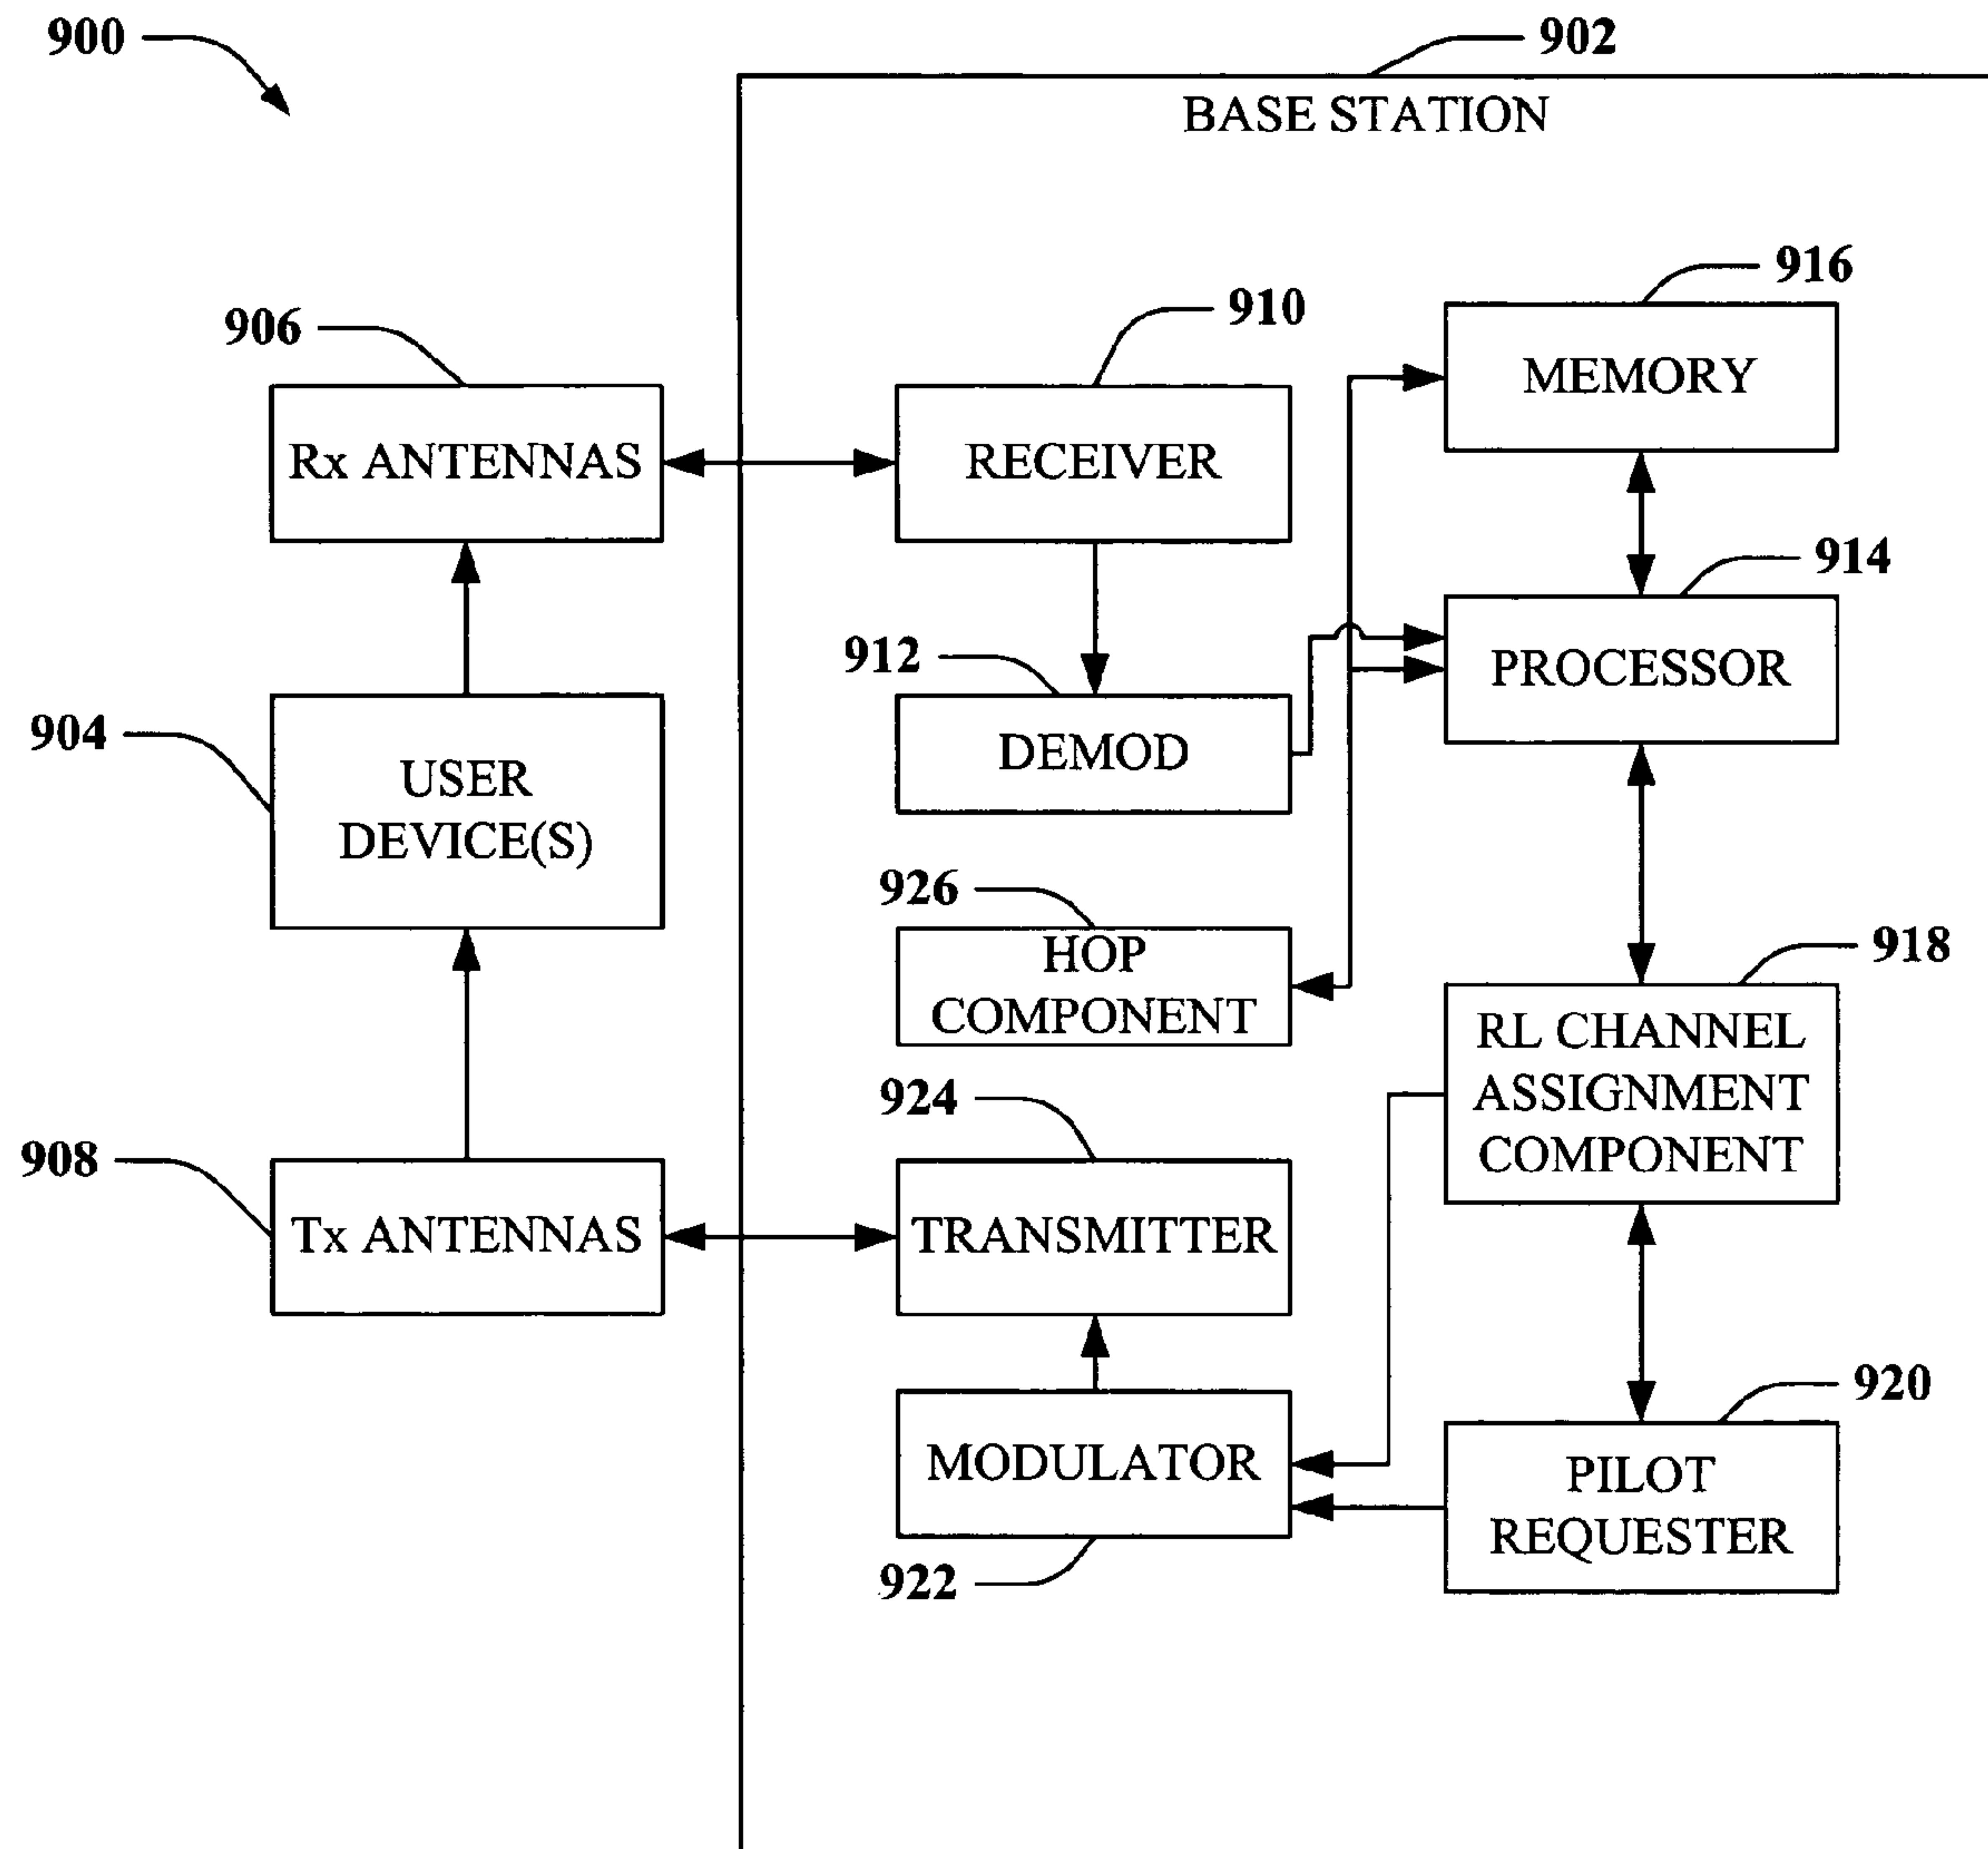 900
902
BASE STATION
916
910
906
MEMORY
Rx ANTENNAS
RECEIVER
914
912
PROCESSOR
904
DEMOD
USER
DEVICE(S)
926
HOP
COMPONENT
918
RL CHANNEL
ASSIGNMENT
COMPONENT
924
908
Tx ANTENNAS
TRANSMITTER
920
MODULATOR
PILOT
REQUESTER
922